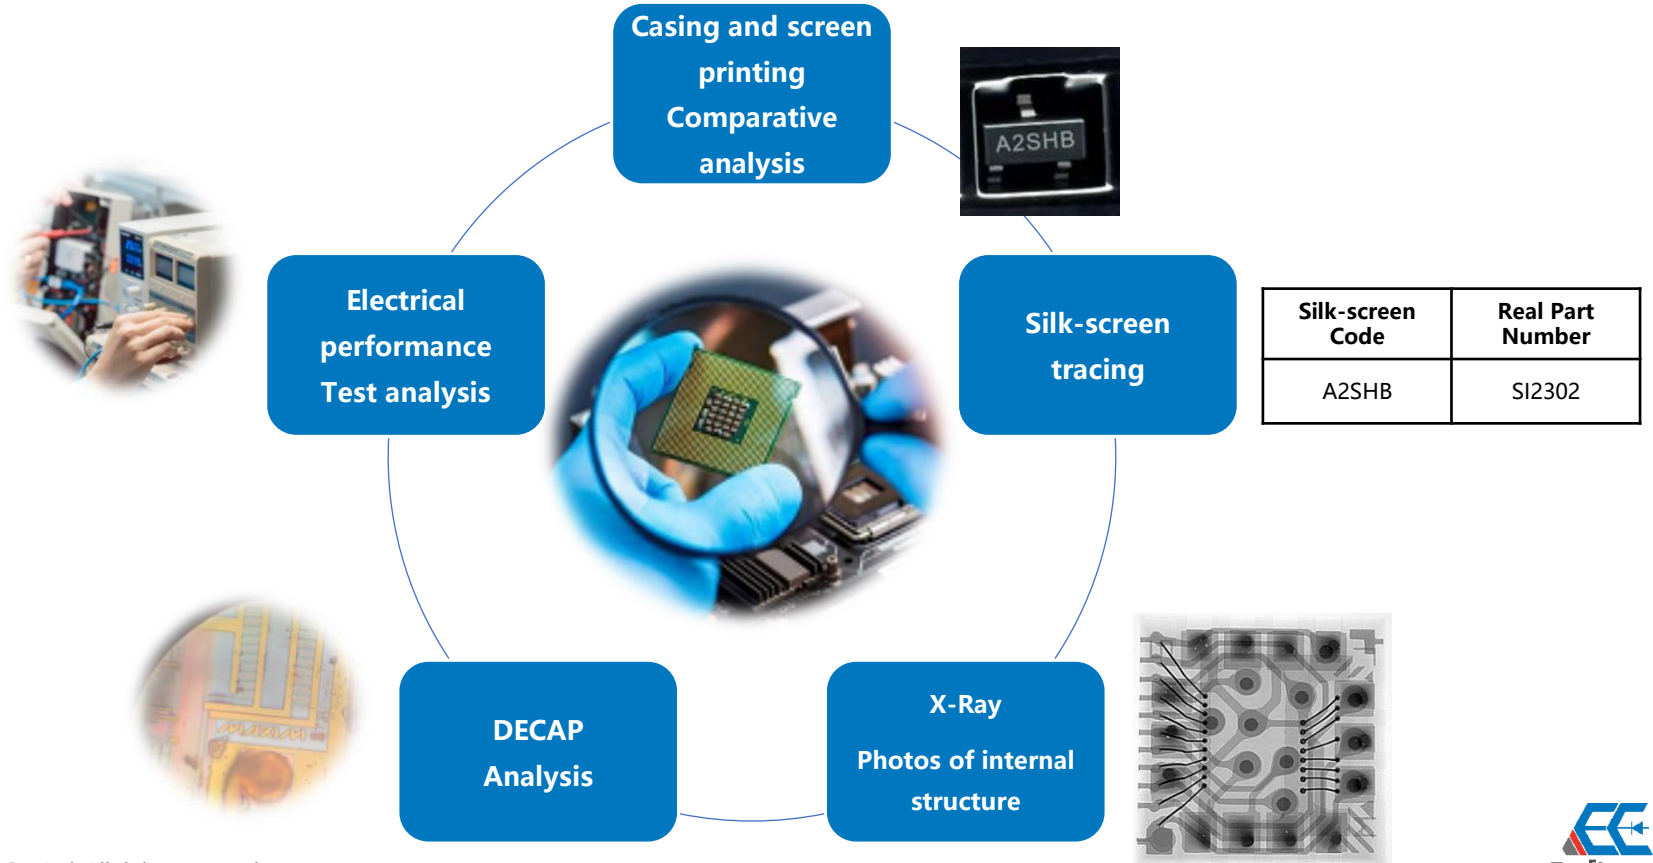 Casing and screen
printing
Comparative
analysis
A2SHB
Electrical
performance
Test analysis
Silk-screen
tracing
Silk-screen Code
Real Part Number
A2SHB
SI2302
DECAP
Analysis
X-Ray
Photos of internal
structure